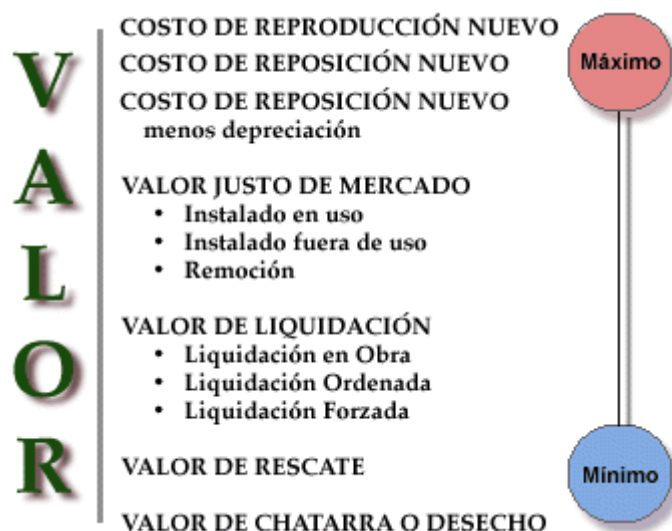 VALOR
COSTO DE REPRODUCCIÓN NUEVO
COSTO DE REPOSICIÓN NUEVO
COSTO DE REPOSICIÓN NUEVO
menos depreciación
VALOR JUSTO DE MERCADO
• Instalado en uso
• Instalado fuera de uso
• Remoción
VALOR DE LIQUIDACIÓN
• Liquidación en Obra
• Liquidación Ordenada
• Liquidación Forzada
VALOR DE RESCATE
VALOR DE CHATARRA O DESECHO
Máximo
Mínimo